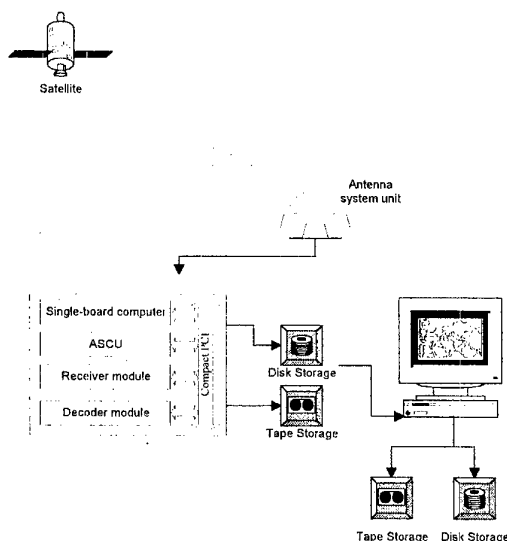 Satellite
Antenna
system unit
Single-board computer
ASCU
Receiver module
Decoder module
Compact PCI
Disk Storage
Tape Storage
Tape Storage
Disk Storage